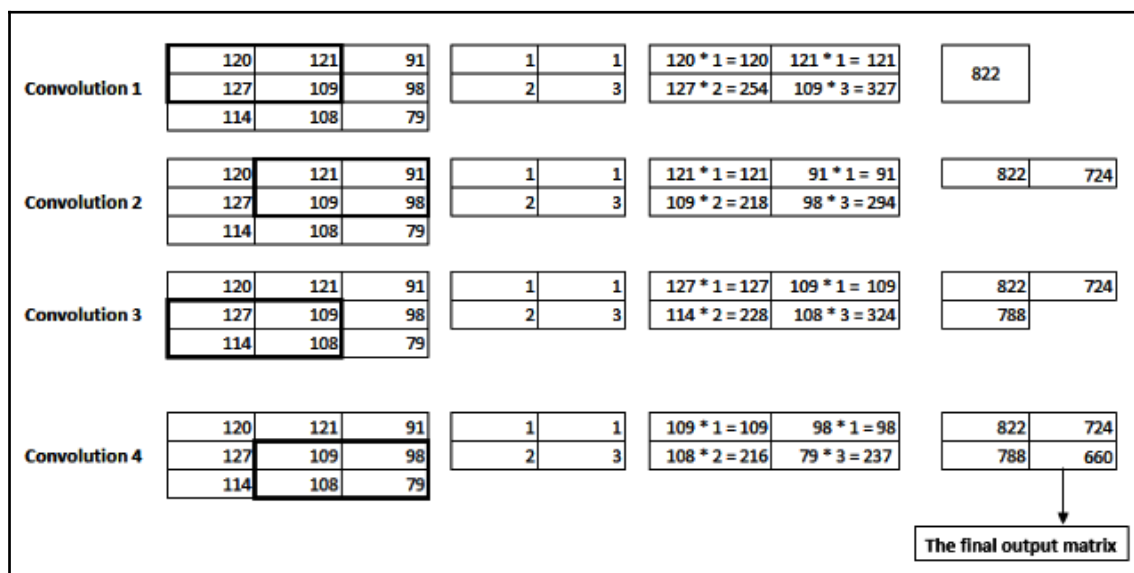 120 121 91 1 1 120 * 1 = 120 121 * 1 = 121 822
Convolution 1 127 109 98 2 3 127 * 2 = 254 109 * 3 = 327
114 108 79
120 121 91 1 1 121 * 1 = 121 91 * 1 = 91 822 724
Convolution 2 127 109 98 2 3 109 * 2 = 218 98 * 3 = 294
114 108 79
120 121 91 1 1 127 * 1 = 127 109 * 1 = 109 822 724
Convolution 3 127 109 98 2 3 114 * 2 = 228 108 * 3 = 324 788
114 108 79
120 121 91 1 1 109 * 1 = 109 98 * 1 = 98 822 724
Convolution 4 127 109 98 2 3 108 * 2 = 216 79 * 3 = 237 788 660
114 108 79
The final output matrix